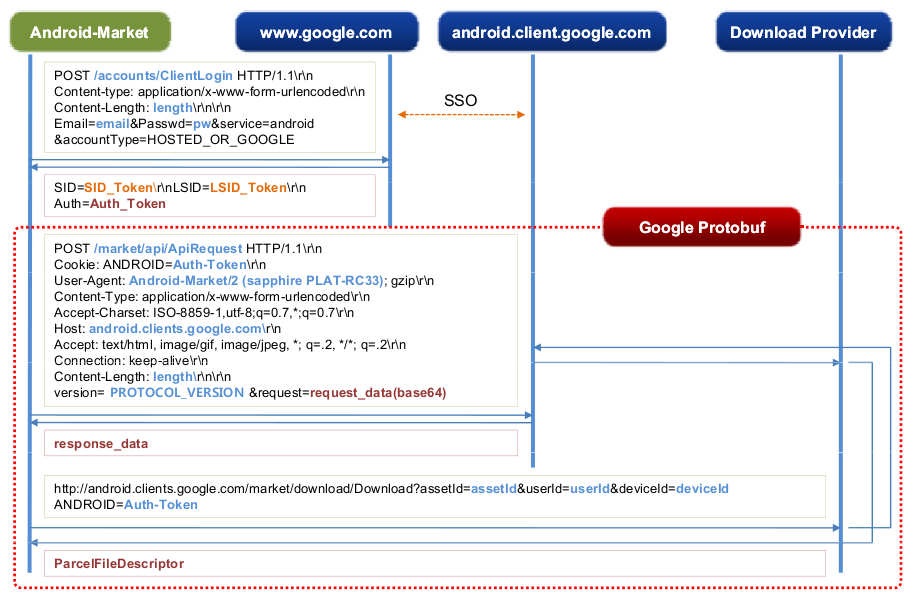 Android-Market
www.google.com
android.client.google.com
Download Provider
POST /accounts/ClientLogin HTTP/1.1\r\n
Content-type: application/x-www-form-urlencoded\r\n
Content-Length: length\r\n\r\n
Email=email&Passwd=pw&service=android
&accountType=HOSTED_OR_GOOGLE
SSO
SID=SID_Token\r\nLSID=LSID_Token\r\n
Auth=Auth_Token
Google Protobuf
POST /market/api/ApiRequest HTTP/1.1\r\n
Cookie: ANDROID=Auth-Token\r\n
User-Agent: Android-Market/2 (sapphire PLAT-RC33); gzip\r\n
Content-Type: application/x-www-form-urlencoded\r\n
Accept-Charset: ISO-8859-1,utf-8;q=0.7,*;q=0.7\r\n
Host: android.clients.google.com\r\n
Accept: text/html, image/gif, image/jpeg, *; q=.2, */*; q=.2\r\n
Connection: keep-alive\r\n
Content-Length: length\r\n\r\n
version= PROTOCOL_VERSION &request=request_data(base64)
response_data
http://android.clients.google.com/market/download/Download?assetId=assetId&userId=userId&deviceId=deviceId
ANDROID=Auth-Token
ParcelFileDescriptor